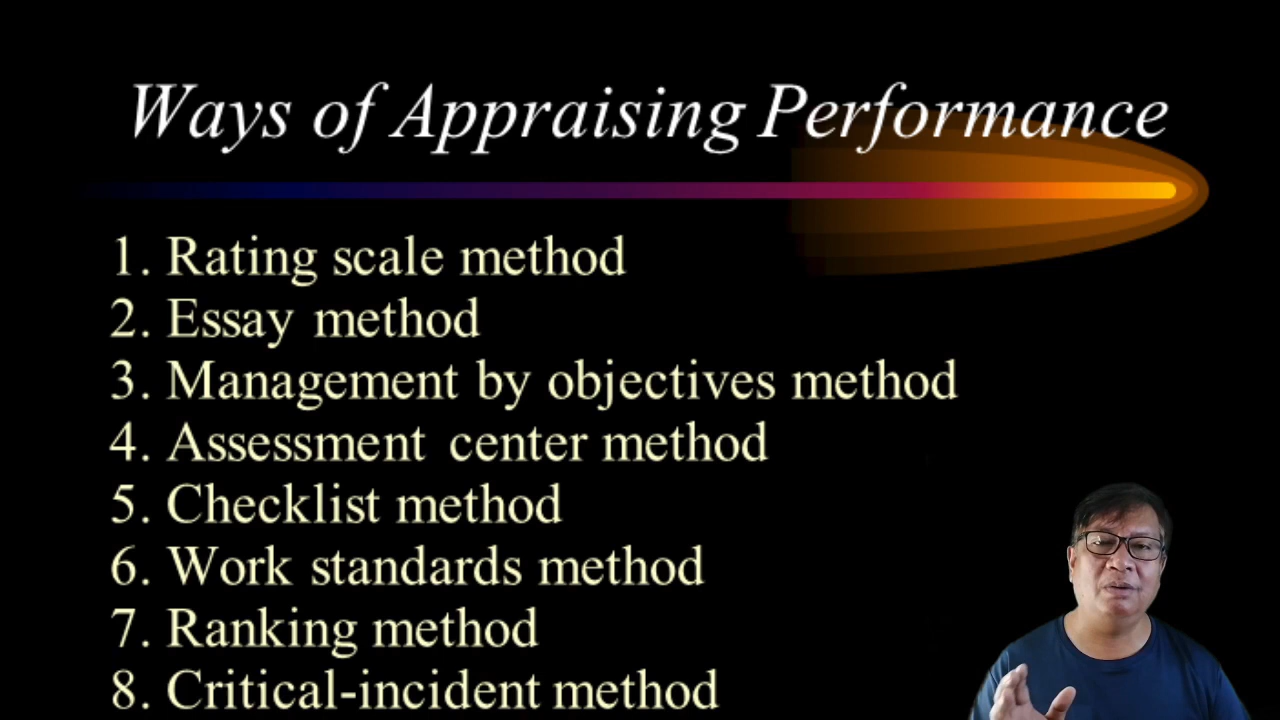 Ways of Appraising Performance
1. Rating scale method
2. Essay method
3. Management by objectives method
4. Assessment center method
5. Checklist method
6. Work standards method
7. Ranking method
8. Critical-incident method